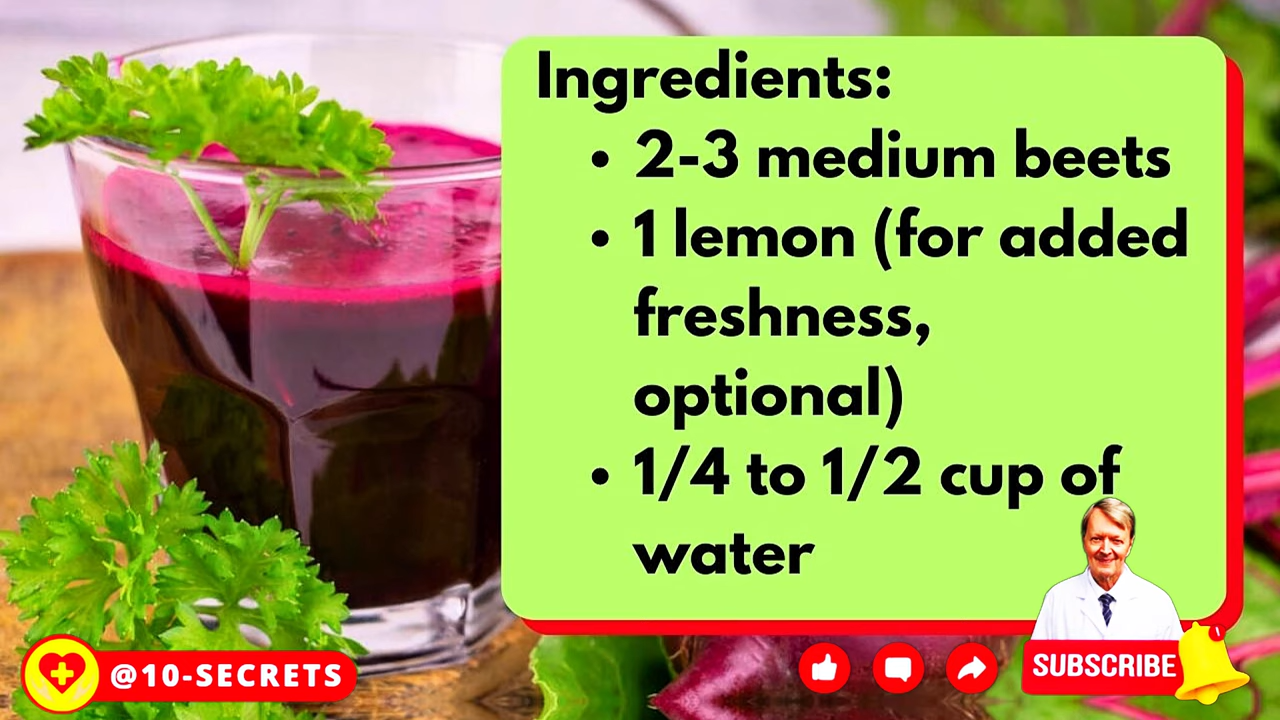 Ingredients:
• 2-3 medium beets
• 1 lemon (for added
freshness,
optional)
• 1/4 to 1/2 cup of
water
@10-SECRETS
SUBSCRIBE